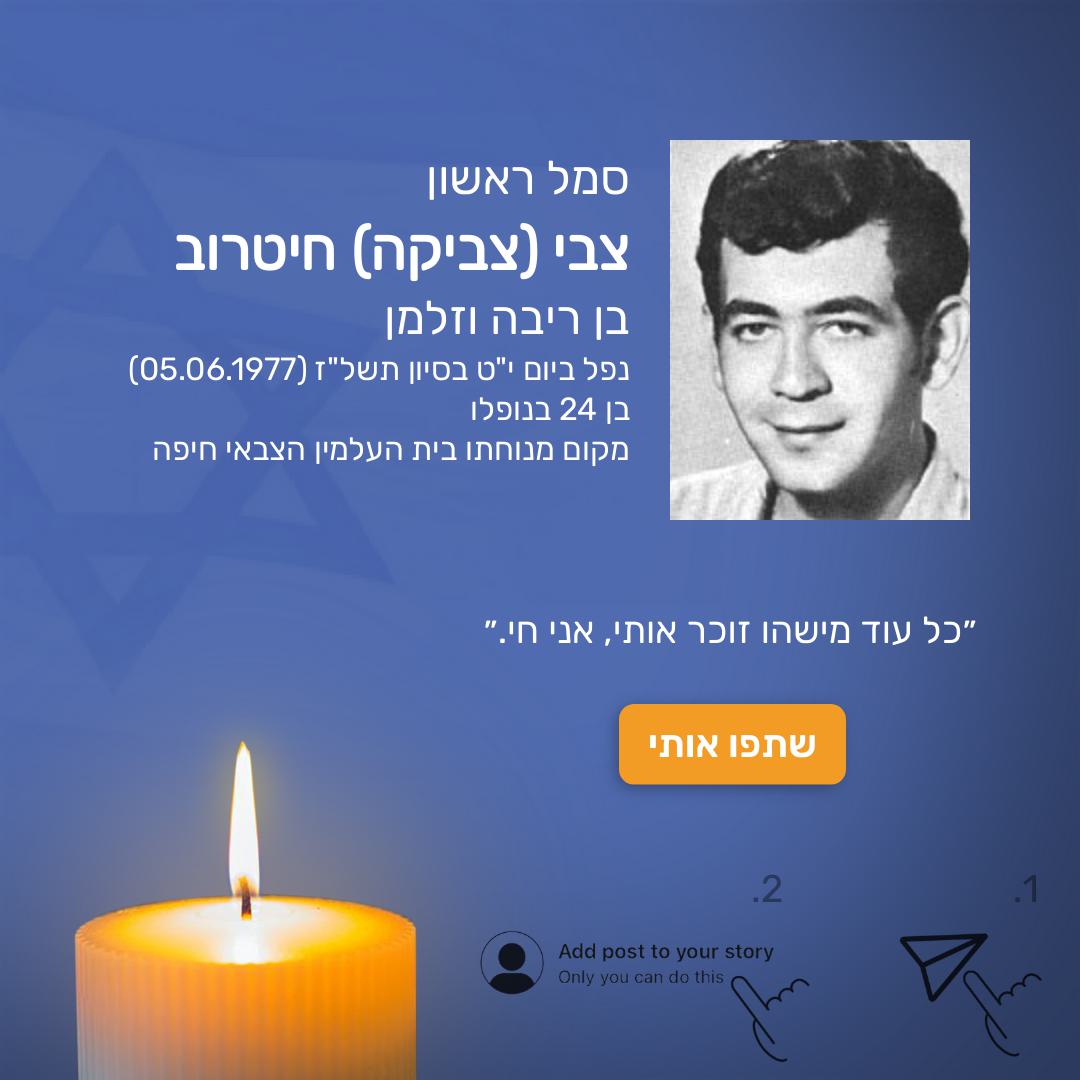 סמל ראשון
צבי (צביקה) חיטרוב
בן ריבה וזלמן
נפל ביום י"ט בסיון תשל"ז (05.06.1977)
בן 24 בנופלו
מקום מנוחתו בית העלמין הצבאי חיפה
״כל עוד מישהו זוכר אותי, אני חי.״
שתפו אותי
1.
2.
Add post to your story
Only you can do this